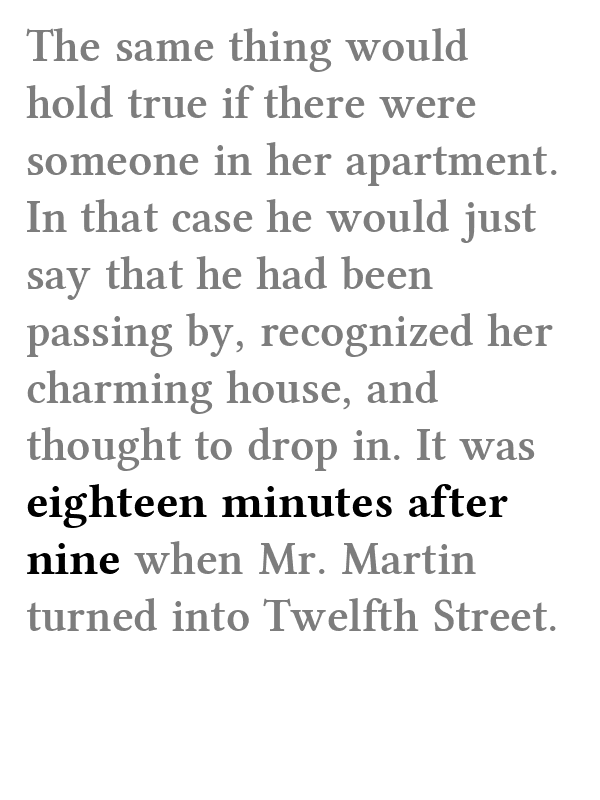 The same thing would
hold true if there were
someone in her apartment.
In that case he would just
say that he had been
passing by, recognized her
charming house, and
thought to drop in. It was
eighteen minutes after
nine when Mr. Martin
turned into Twelfth Street.